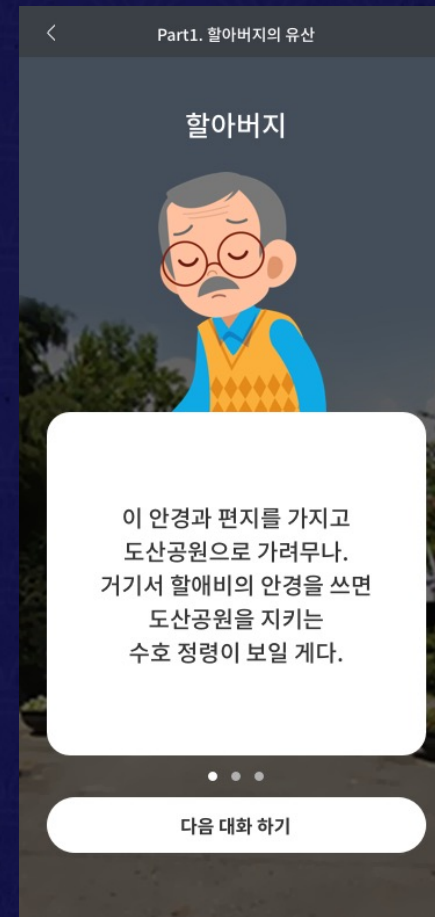 Part1. 할아버지의 유산
할아버지
이 안경과 편지를 가지고
도산공원으로 가려무나.
거기서 할애비의 안경을 쓰면
도산공원을 지키는
수호 정령이 보일 게다.
다음 대화 하기